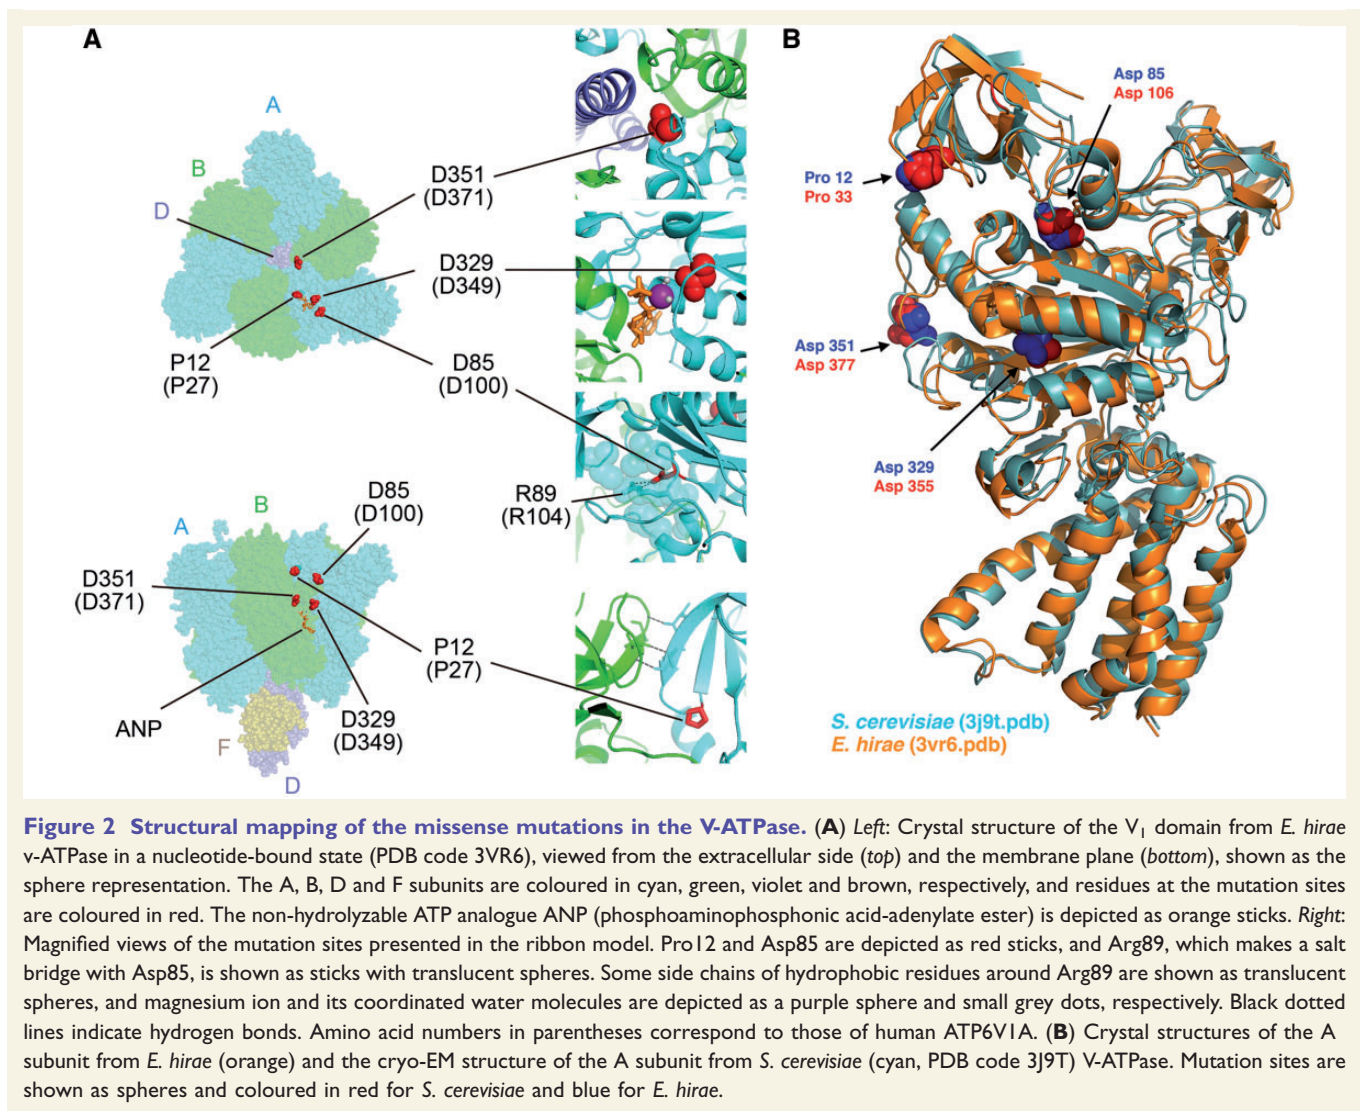 A
A
B
D
D351
(D371)
D329
(D349)
P12
(P27)
D85
(D100)
R89
(R104)
A
B
D85
(D100)
D351
(D371)
P12
(P27)
ANP
D329
(D349)
F
D
B
Asp 85
Asp 106
Pro 12
Pro 33
Asp 351
Asp 377
Asp 329
Asp 355
S. cerevisiae (3j9t.pdb)
E. hirae (3vr6.pdb)
Figure 2 Structural mapping of the missense mutations in the V-ATPase. (A) Left: Crystal structure of the V₁ domain from E. hirae
v-ATPase in a nucleotide-bound state (PDB code 3VR6), viewed from the extracellular side (top) and the membrane plane (bottom), shown as the
sphere representation. The A, B, D and F subunits are coloured in cyan, green, violet and brown, respectively, and residues at the mutation sites
are coloured in red. The non-hydrolyzable ATP analogue ANP (phosphoaminophosphonic acid-adenylate ester) is depicted as orange sticks. Right:
Magnified views of the mutation sites presented in the ribbon model. Pro12 and Asp85 are depicted as red sticks, and Arg89, which makes a salt
bridge with Asp85, is shown as sticks with translucent spheres. Some side chains of hydrophobic residues around Arg89 are shown as translucent
spheres, and magnesium ion and its coordinated water molecules are depicted as a purple sphere and small grey dots, respectively. Black dotted
lines indicate hydrogen bonds. Amino acid numbers in parentheses correspond to those of human ATP6V1A. (B) Crystal structures of the A
subunit from E. hirae (orange) and the cryo-EM structure of the A subunit from S. cerevisiae (cyan, PDB code 3J9T) V-ATPase. Mutation sites are
shown as spheres and coloured in red for S. cerevisiae and blue for E. hirae.